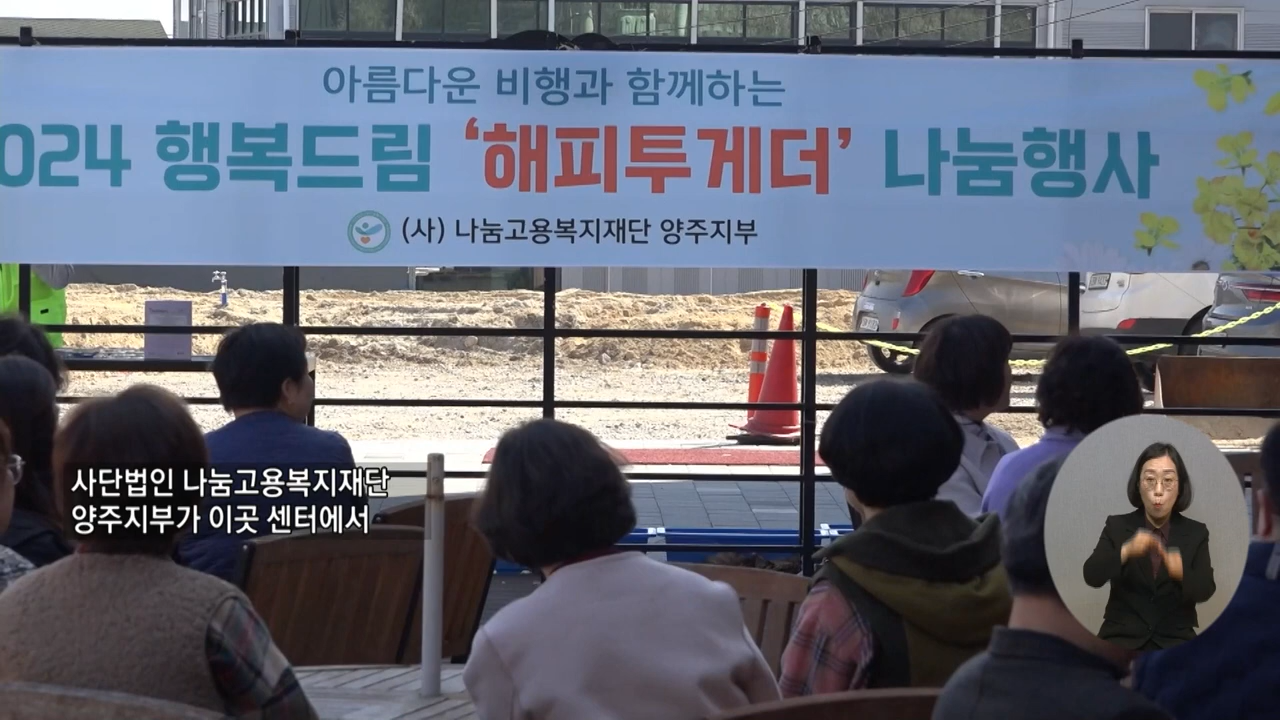 아름다운 비행과 함께하는
024 행복드림 ‘해피투게더’ 나눔행사
(사) 나눔고용복지재단 양주지부
사단법인 나눔고용복지재단
양주지부가 이곳 센터에서